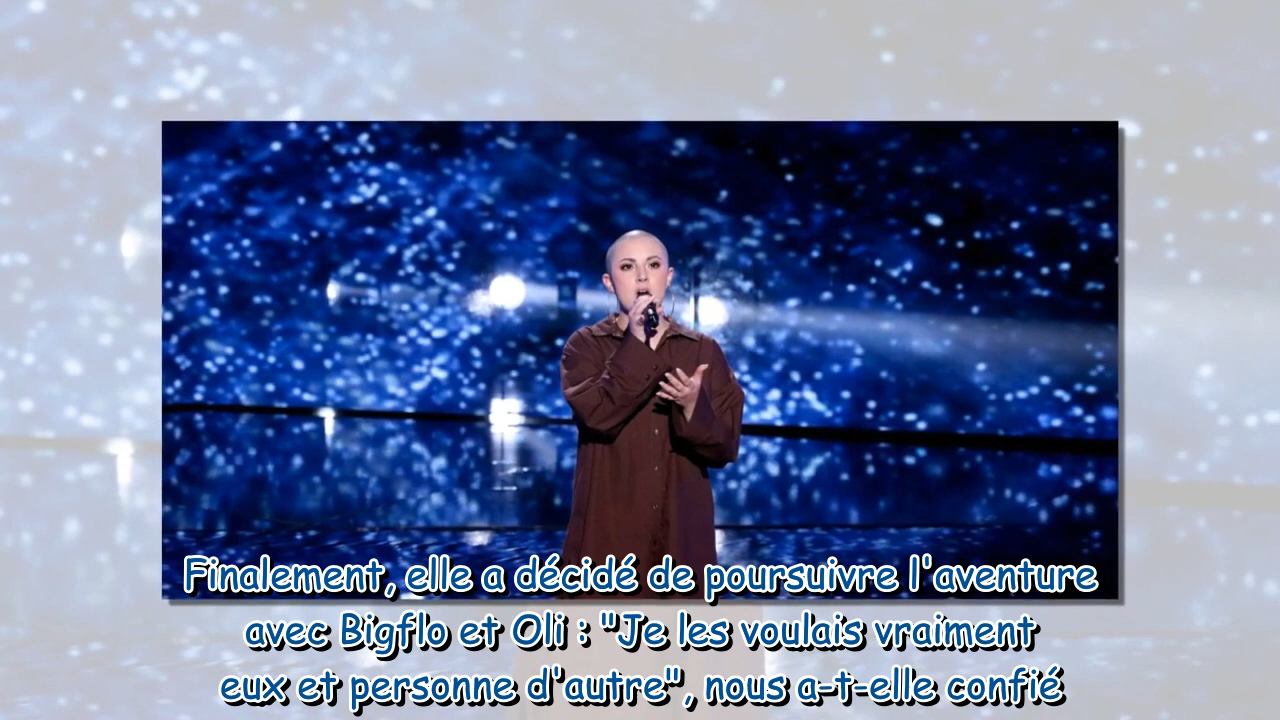 Finalement, elle a décidé de poursuivre l'aventure
avec Bigflo et Oli : "Je les voulais vraiment
eux et personne d'autre", nous a-t-elle confié